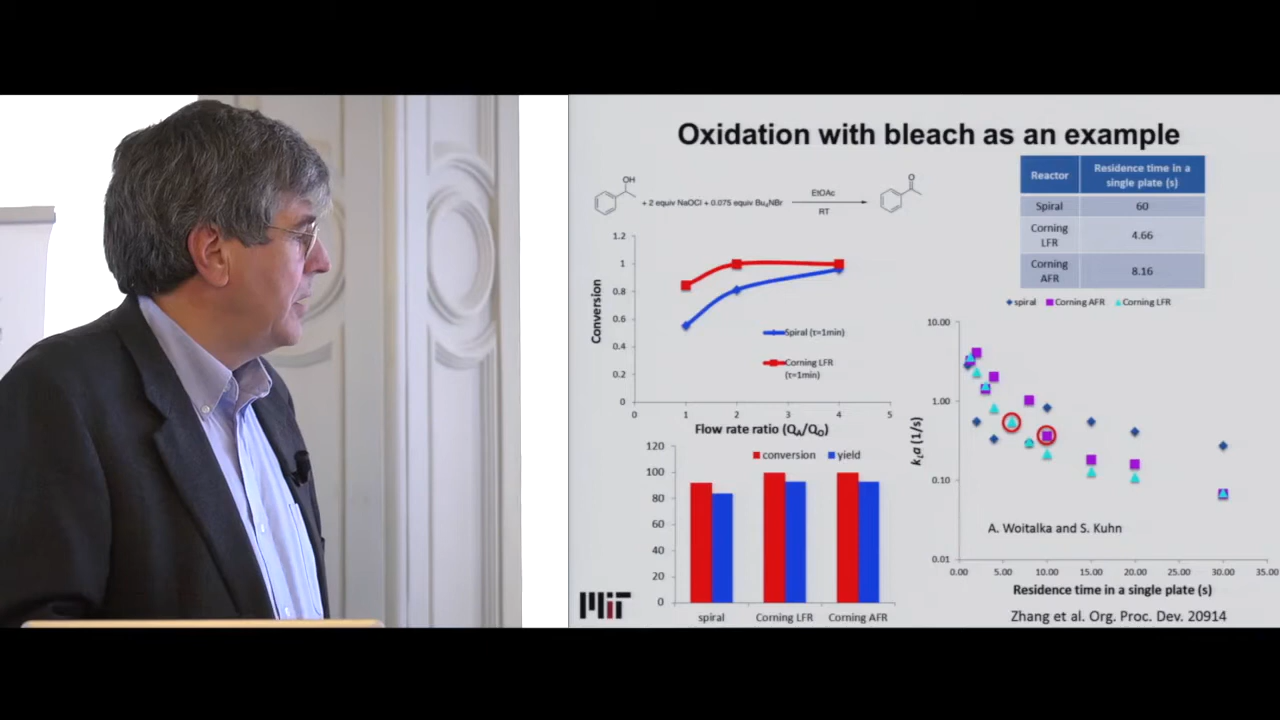 Oxidation with bleach as an example
OH
+ 2 equiv NaOCl + 0.075 equiv Bu4NBr
EtOAc
RT
O
Reactor
Residence time in a
single plate (s)
Spiral
60
Corning
LFR
4.66
Corning
AFR
8.16
1.2
1
0.8
0.6
0.4
0.2
0
Conversion
0
1
2
3
4
5
Flow rate ratio (QA/QO)
Spiral (τ=1min)
Corning LFR
(τ=1min)
spiral
Corning AFR
Corning LFR
10.00
1.00
0.10
0.01
kLa (1/s)
A. Woitalka and S. Kuhn
0.00
5.00
10.00
15.00
20.00
25.00
30.00
35.00
Residence time in a single plate (s)
120
100
80
60
40
20
0
conversion
yield
spiral
Corning LFR
Corning AFR
MIT
Zhang et al. Org. Proc. Dev. 20914